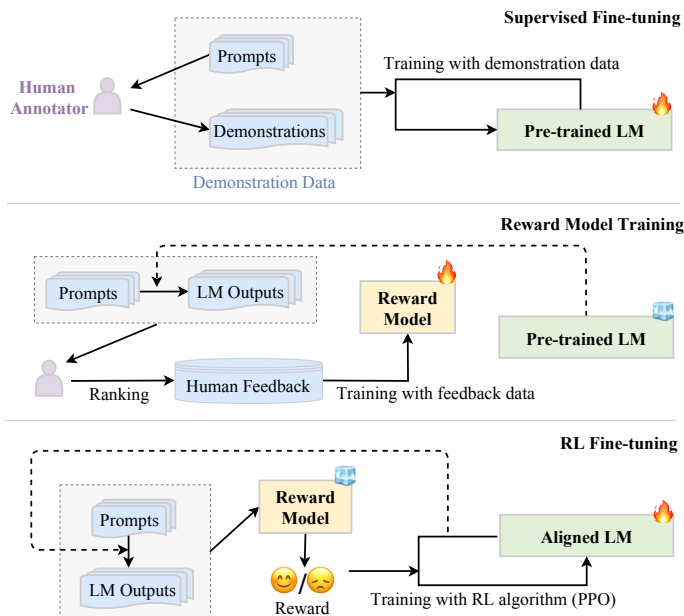 Supervised Fine-tuning
Prompts
Training with demonstration data
Human
Annotator
Demonstrations
Pre-trained LM
Demonstration Data
Reward Model Training
Prompts
LM Outputs
Reward
Model
Pre-trained LM
Ranking
Human Feedback
Training with feedback data
RL Fine-tuning
Prompts
Reward
Model
Aligned LM
LM Outputs
/
Reward
Training with RL algorithm (PPO)